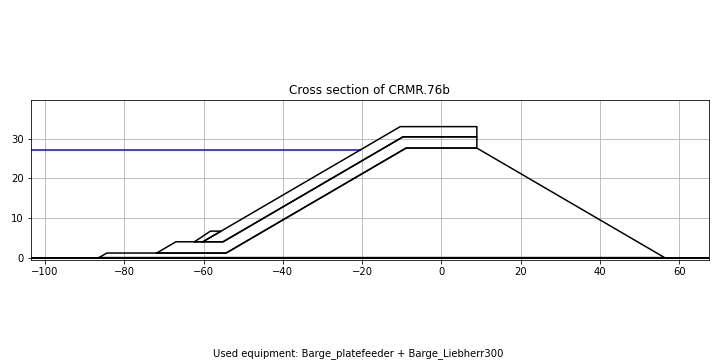 Cross section of CRMR.76b
30
20
10
0
−100 −80 −60 −40 −20 0 20 40 60
Used equipment: Barge_platefeeder + Barge_Liebherr300